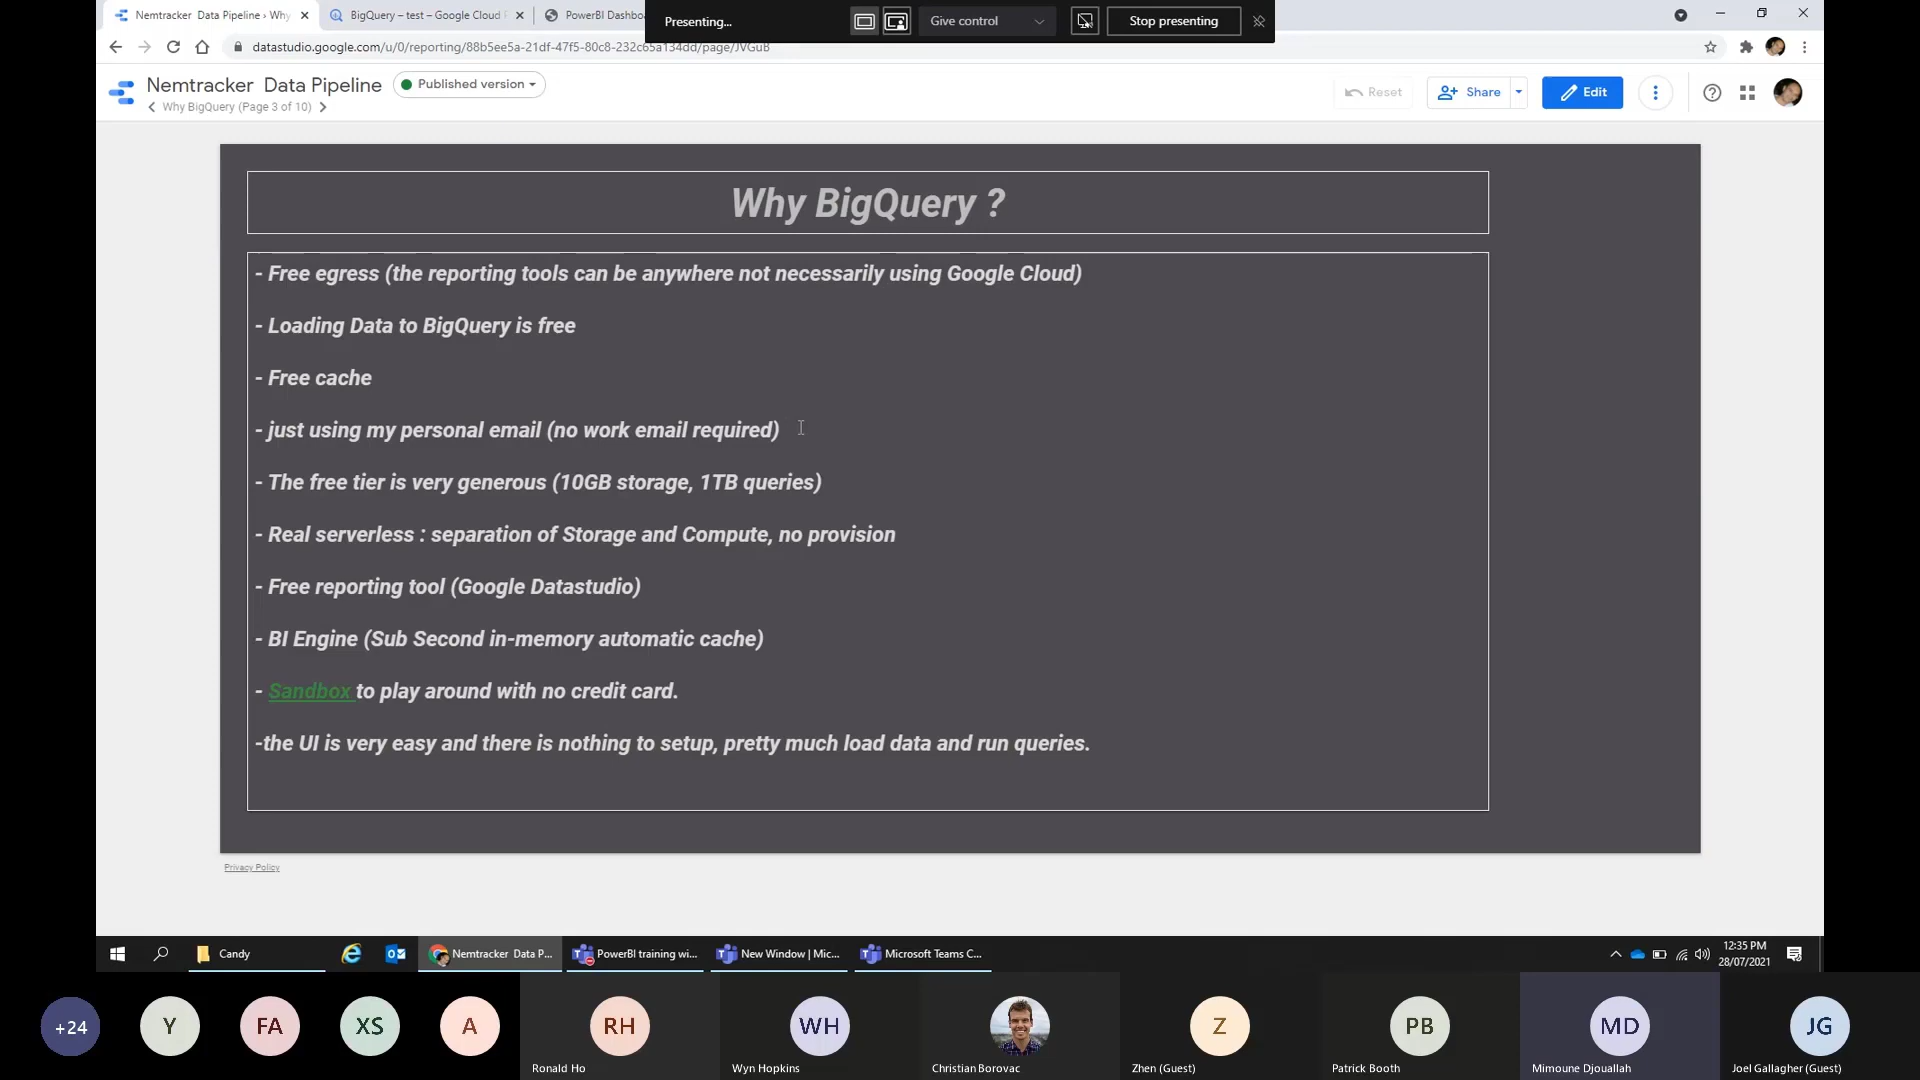 Nemtracker Data Pipeline › Why
BigQuery – test – Google Cloud P
PowerBI Dashbo
Presenting...
Give control
Stop presenting
datastudio.google.com/u/0/reporting/88b5ee5a-21df-47f5-80c8-232c65a134dd/page/JVGuB
Nemtracker Data Pipeline
Published version
Why BigQuery (Page 3 of 10)
Reset
Share
Edit
Why BigQuery ?
- Free egress (the reporting tools can be anywhere not necessarily using Google Cloud)
- Loading Data to BigQuery is free
- Free cache
- just using my personal email (no work email required)
- The free tier is very generous (10GB storage, 1TB queries)
- Real serverless : separation of Storage and Compute, no provision
- Free reporting tool (Google Datastudio)
- BI Engine (Sub Second in-memory automatic cache)
- Sandbox to play around with no credit card.
-the UI is very easy and there is nothing to setup, pretty much load data and run queries.
Privacy Policy
Candy
Nemtracker Data P...
PowerBI training wi...
New Window | Mic...
Microsoft Teams C...
12:35 PM
28/07/2021
+24
Y
FA
XS
A
RH
WH
Z
PB
MD
JG
Ronald Ho
Wyn Hopkins
Christian Borovac
Zhen (Guest)
Patrick Booth
Mimoune Djouallah
Joel Gallagher (Guest)